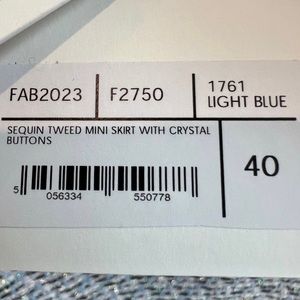 FAB2023 F2750 1761
LIGHT BLUE
SEQUIN TWEED MINI SKIRT WITH CRYSTAL
BUTTONS
40
5 056334 550778